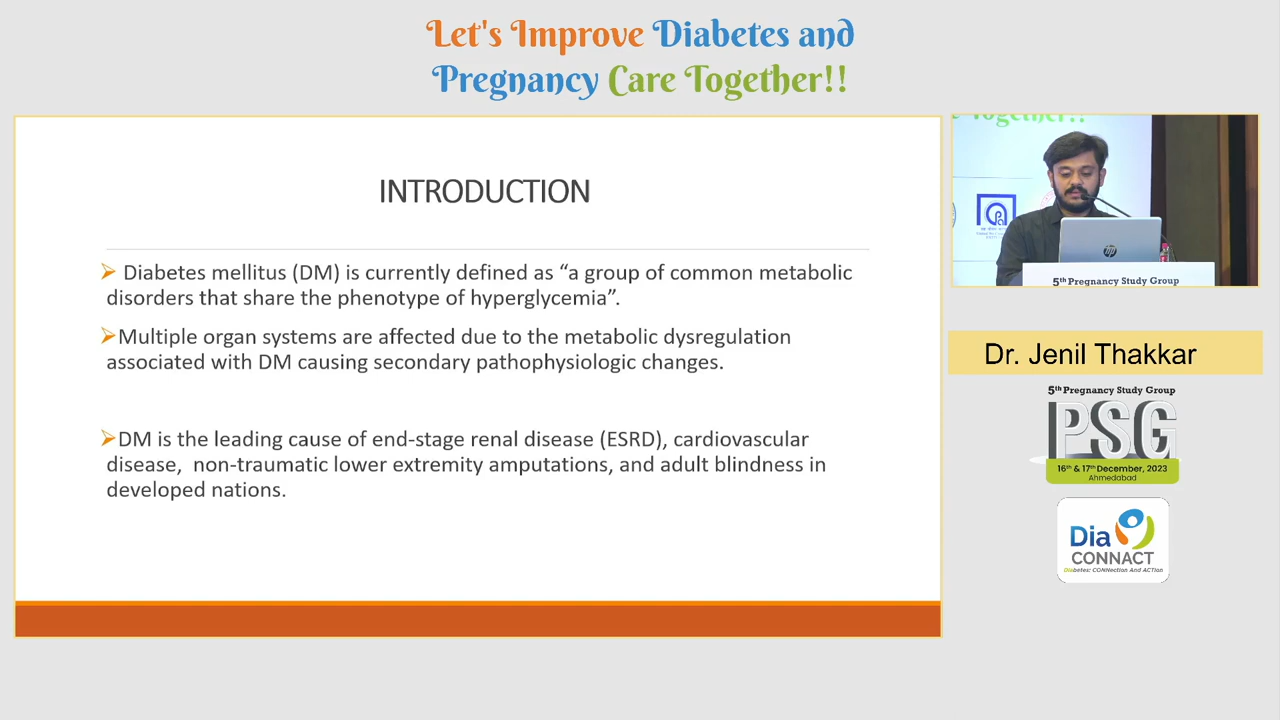 Let's Improve Diabetes and
Pregnancy Care Together!!
INTRODUCTION
➢ Diabetes mellitus (DM) is currently defined as “a group of common metabolic
disorders that share the phenotype of hyperglycemia”.
➢Multiple organ systems are affected due to the metabolic dysregulation
associated with DM causing secondary pathophysiologic changes.
➢DM is the leading cause of end-stage renal disease (ESRD), cardiovascular
disease, non-traumatic lower extremity amputations, and adult blindness in
developed nations.
Together!!
hp
5th Pregnancy Study Group
Dr. Jenil Thakkar
5th Pregnancy Study Group
PSG
16th & 17th December, 2023
Ahmedabad
Dia
CONNACT
Diabetes: CONNection And ACTion